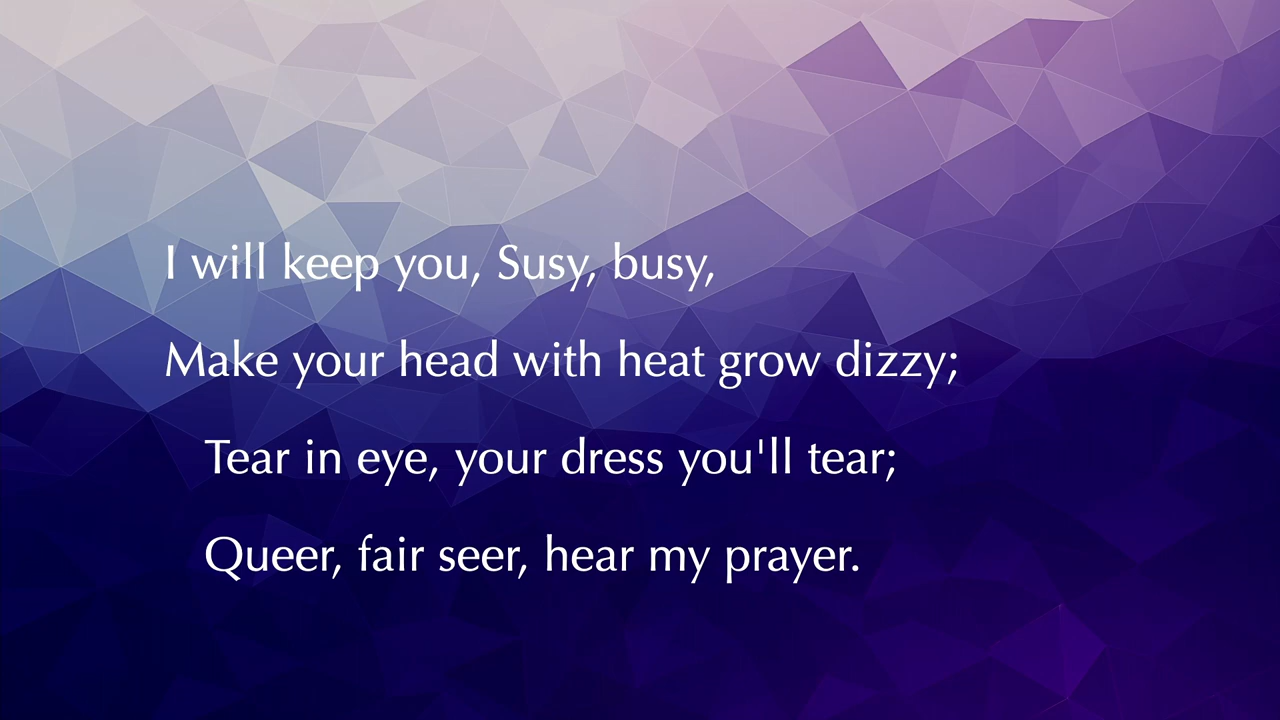 I will keep you, Susy, busy,
Make your head with heat grow dizzy;
Tear in eye, your dress you'll tear;
Queer, fair seer, hear my prayer.